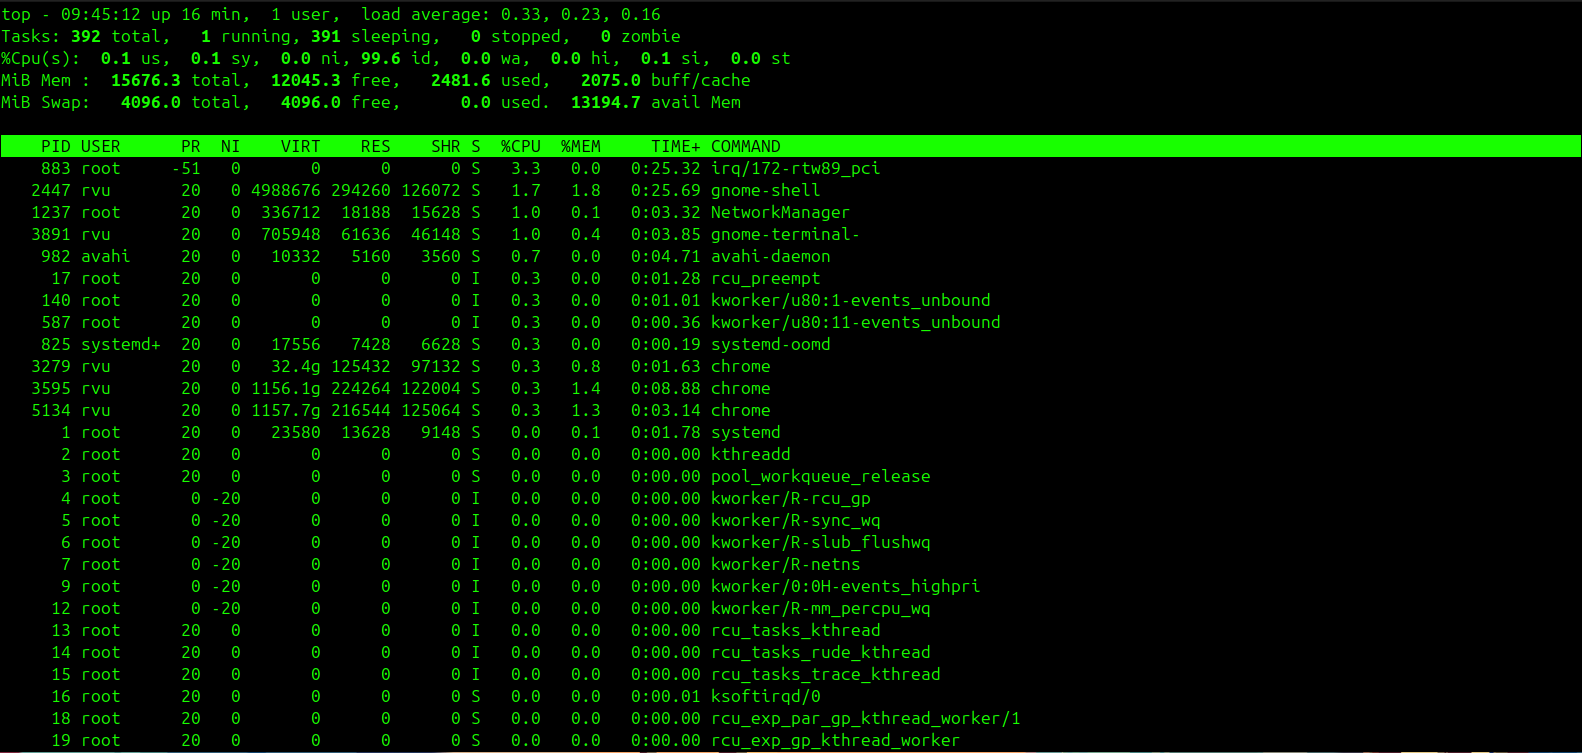 top - 09:45:12 up 16 min,  1 user,  load average: 0.33, 0.23, 0.16
Tasks: 392 total,   1 running, 391 sleeping,   0 stopped,   0 zombie
%Cpu(s):  0.1 us,  0.1 sy,  0.0 ni, 99.6 id,  0.0 wa,  0.0 hi,  0.1 si,  0.0 st
MiB Mem :  15676.3 total,  12045.3 free,   2481.6 used,   2075.0 buff/cache
MiB Swap:   4096.0 total,   4096.0 free,      0.0 used.  13194.7 avail Mem
    PID USER      PR  NI    VIRT    RES    SHR S  %CPU  %MEM     TIME+ COMMAND
    883 root     -51   0       0      0      0 S   3.3   0.0   0:25.32 irq/172-rtw89_pci
   2447 rvu       20   0 4988676 294260 126072 S   1.7   1.8   0:25.69 gnome-shell
   1237 root      20   0  336712  18188  15628 S   1.0   0.1   0:03.32 NetworkManager
   3891 rvu       20   0  705948  61636  46148 S   1.0   0.4   0:03.85 gnome-terminal-
    982 avahi     20   0   10332   5160   3560 S   0.7   0.0   0:04.71 avahi-daemon
     17 root      20   0       0      0      0 I   0.3   0.0   0:01.28 rcu_preempt
    140 root      20   0       0      0      0 I   0.3   0.0   0:01.01 kworker/u80:1-events_unbound
    587 root      20   0       0      0      0 I   0.3   0.0   0:00.36 kworker/u80:11-events_unbound
    825 systemd+  20   0   17556   7428   6628 S   0.3   0.0   0:00.19 systemd-oomd
   3279 rvu       20   0   32.4g 125432  97132 S   0.3   0.8   0:01.63 chrome
   3595 rvu       20   0 1156.1g 224264 122004 S   0.3   1.4   0:08.88 chrome
   5134 rvu       20   0 1157.7g 216544 125064 S   0.3   1.3   0:03.14 chrome
      1 root      20   0   23580  13628   9148 S   0.0   0.1   0:01.78 systemd
      2 root      20   0       0      0      0 S   0.0   0.0   0:00.00 kthreadd
      3 root      20   0       0      0      0 S   0.0   0.0   0:00.00 pool_workqueue_release
      4 root       0 -20       0      0      0 I   0.0   0.0   0:00.00 kworker/R-rcu_gp
      5 root       0 -20       0      0      0 I   0.0   0.0   0:00.00 kworker/R-sync_wq
      6 root       0 -20       0      0      0 I   0.0   0.0   0:00.00 kworker/R-slub_flushwq
      7 root       0 -20       0      0      0 I   0.0   0.0   0:00.00 kworker/R-netns
      9 root       0 -20       0      0      0 I   0.0   0.0   0:00.00 kworker/0:0H-events_highpri
     12 root       0 -20       0      0      0 I   0.0   0.0   0:00.00 kworker/R-mm_percpu_wq
     13 root      20   0       0      0      0 I   0.0   0.0   0:00.00 rcu_tasks_kthread
     14 root      20   0       0      0      0 I   0.0   0.0   0:00.00 rcu_tasks_rude_kthread
     15 root      20   0       0      0      0 I   0.0   0.0   0:00.00 rcu_tasks_trace_kthread
     16 root      20   0       0      0      0 S   0.0   0.0   0:00.01 ksoftirqd/0
     18 root      20   0       0      0      0 S   0.0   0.0   0:00.00 rcu_exp_par_gp_kthread_worker/1
     19 root      20   0       0      0      0 S   0.0   0.0   0:00.00 rcu_exp_gp_kthread_worker